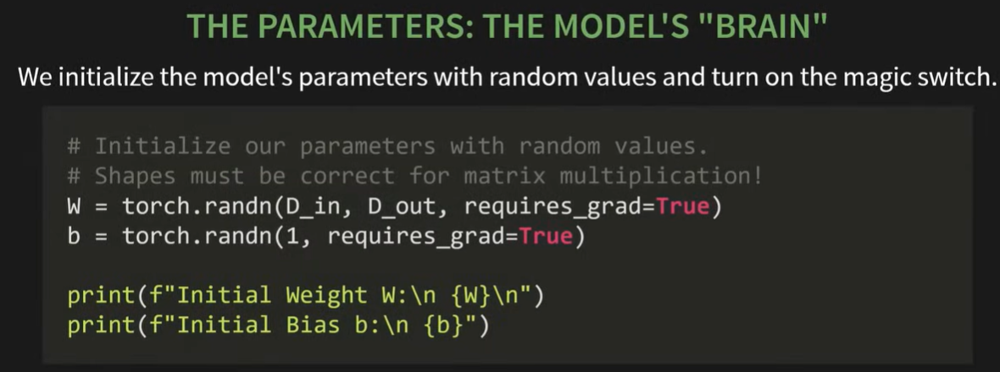 THE PARAMETERS: THE MODEL'S "BRAIN"
We initialize the model's parameters with random values and turn on the magic switch.
# Initialize our parameters with random values.
# Shapes must be correct for matrix multiplication!
W = torch.randn(D_in, D_out, requires_grad=True)
b = torch.randn(1, requires_grad=True)
print(f"Initial Weight W:\n {W}\n")
print(f"Initial Bias b:\n {b}")